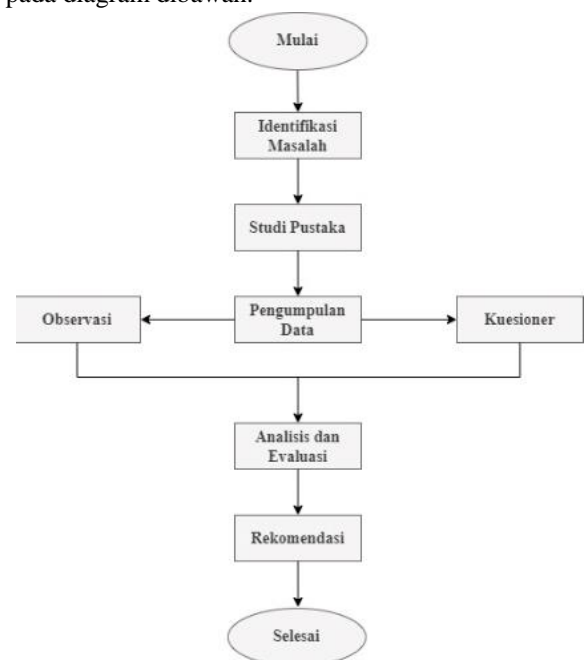 pada diagram dibawah.
Mulai
Identifikasi
Masalah
Studi Pustaka
Observasi
Pengumpulan
Data
Kuesioner
Analisis dan
Evaluasi
Rekomendasi
Selesai